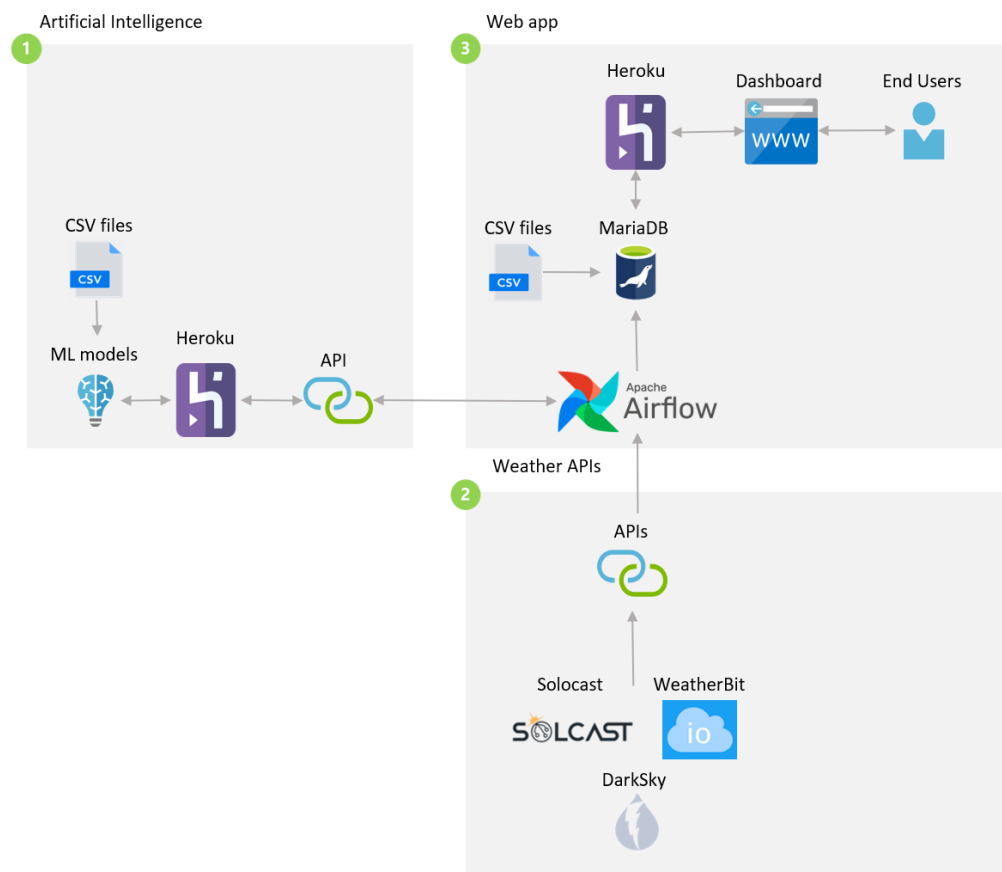 Artificial Intelligence
1
CSV files
CSV
ML models
Heroku
API
Web app
3
Heroku
Dashboard
www
End Users
CSV files
CSV
MariaDB
Apache
Airflow
Weather APIs
2
APIs
Solocast
SOLCAST
WeatherBit
io
DarkSky